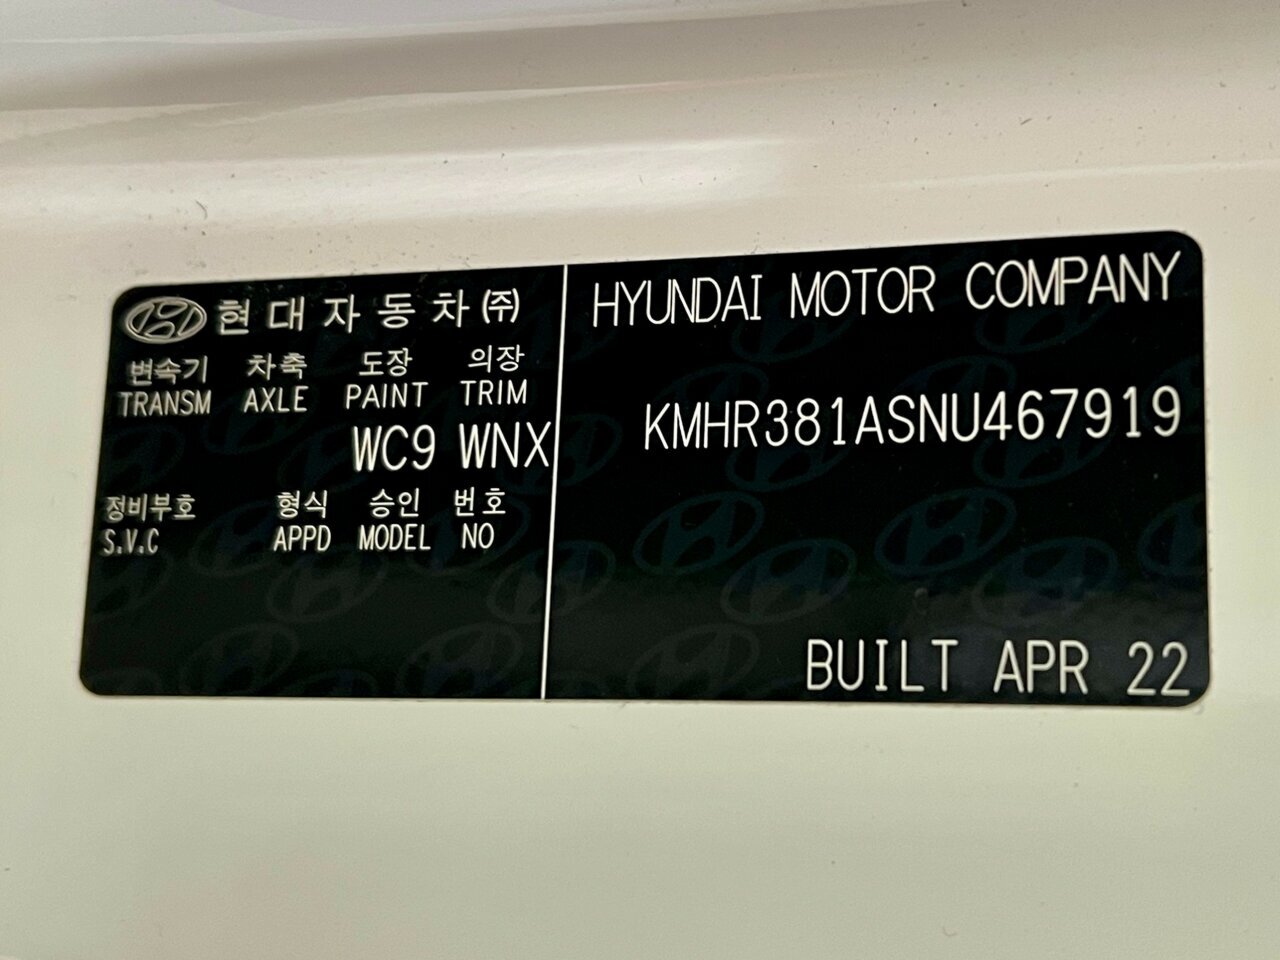 현대자동차㈜
변속기 차축 도장 의장
TRANSM AXLE PAINT TRIM
WC9 WNX
정비부호 형식 승인 번호
S.V.C APPD MODEL NO
HYUNDAI MOTOR COMPANY
KMHR381ASNU467919
BUILT APR 22